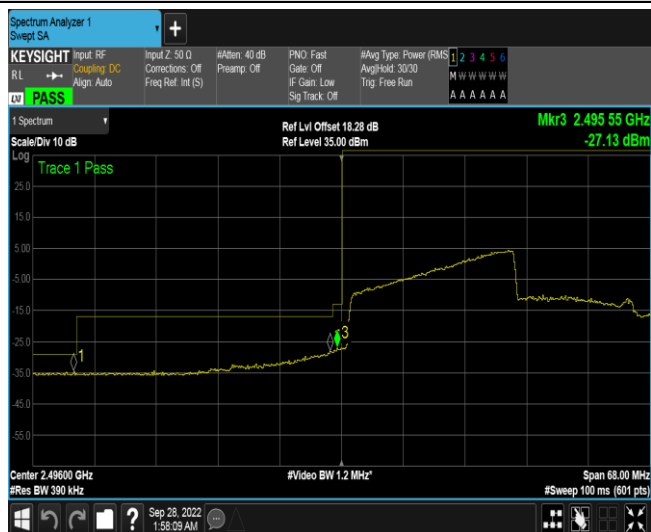 Spectrum Analyzer 1
Swept SA
KEYSIGHT
RL
LXI PASS
Input: RF
Coupling: DC
Align: Auto
Input Z: 50 Ω
Corrections: Off
Freq Ref: Int (S)
#Atten: 40 dB
Preamp: Off
PNO: Fast
Gate: Off
IF Gain: Low
Sig Track: Off
#Avg Type: Power (RMS
Avg|Hold: 30/30
Trig: Free Run
1 2 3 4 5 6
M W W W W W
A A A A A A
1 Spectrum
Scale/Div 10 dB
Ref Lvl Offset 18.28 dB
Ref Level 35.00 dBm
Mkr3 2.495 55 GHz
-27.13 dBm
Log
Trace 1 Pass
25.0
15.0
5.00
-5.00
-15.0
-25.0
-35.0
-45.0
-55.0
1
3
Center 2.49600 GHz
#Res BW 390 kHz
#Video BW 1.2 MHz*
Span 68.00 MHz
#Sweep 100 ms (601 pts)
?
Sep 28, 2022
1:58:09 AM